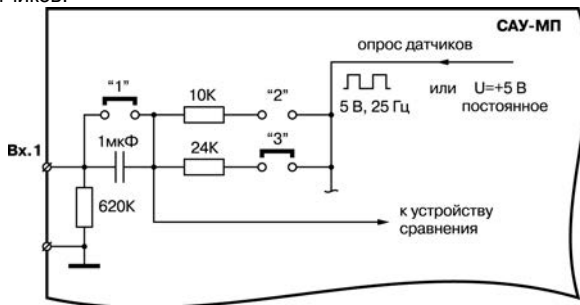 САУ-МП
опрос датчиков
или U=+5 В
5 В, 25 Гц постоянное
"1"
10К
"2"
1мкФ
24К
"3"
Вх.1
620К
к устройству
сравнения